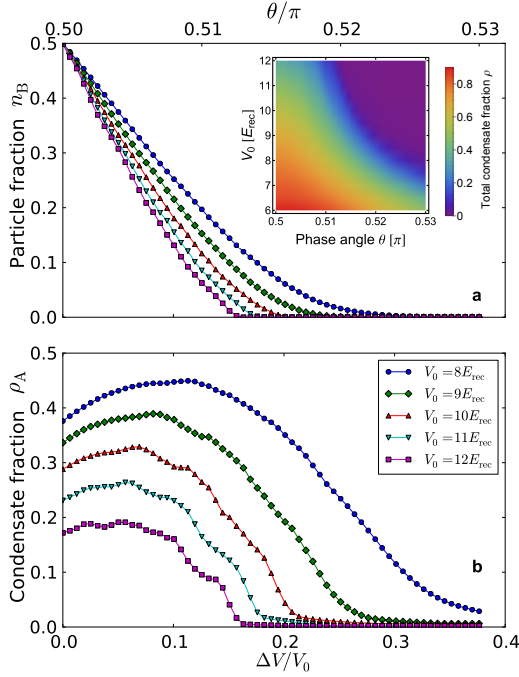 θ/π
0.50 0.51 0.52 0.53
0.5
0.4
0.3
0.2
0.1
0.0
Particle fraction n_B
12
11
10
9
8
7
6
V_0 [E_rec]
0.50 0.51 0.52 0.53
Phase angle θ [π]
0.8
0.6
0.4
0.2
0
Total condensate fraction ρ
a
0.5
0.4
0.3
0.2
0.1
0.0
Condensate fraction ρ_A
V_0 = 8E_rec
V_0 = 9E_rec
V_0 = 10E_rec
V_0 = 11E_rec
V_0 = 12E_rec
b
0.0 0.1 0.2 0.3 0.4
ΔV/V_0